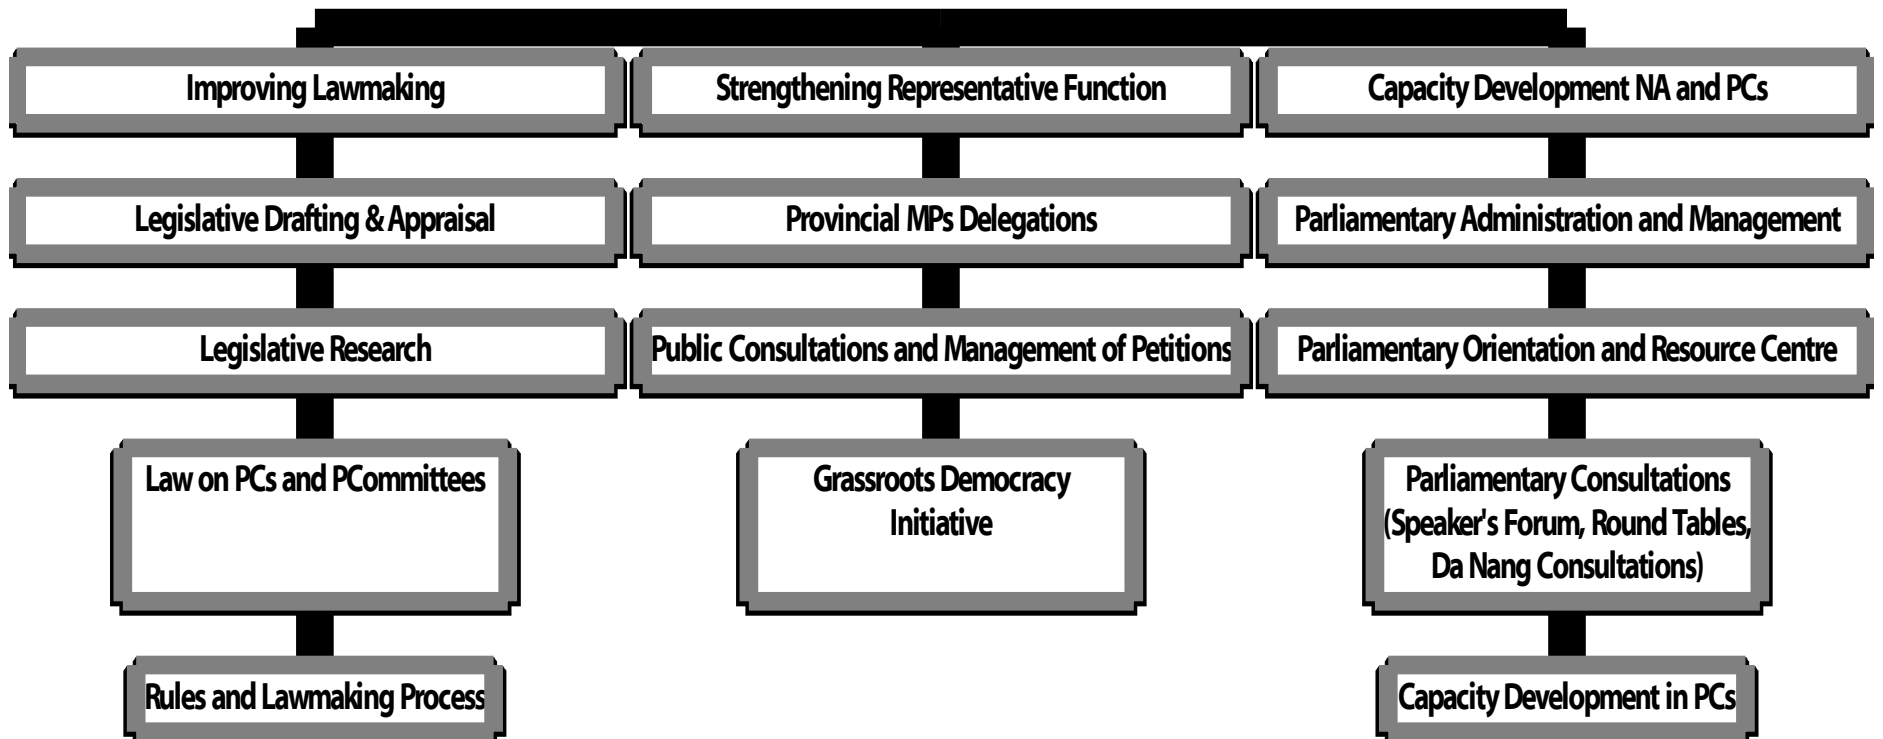 Improving Lawmaking
Strengthening Representative Function
Capacity Development NA and PCs
Legislative Drafting & Appraisal
Provincial MPs Delegations
Parliamentary Administration and Management
Legislative Research
Public Consultations and Management of Petitions
Parliamentary Orientation and Resource Centre
Law on PCs and PCommittees
Grassroots Democracy
Initiative
Parliamentary Consultations
(Speaker's Forum, Round Tables,
Da Nang Consultations)
Rules and Lawmaking Process
Capacity Development in PCs